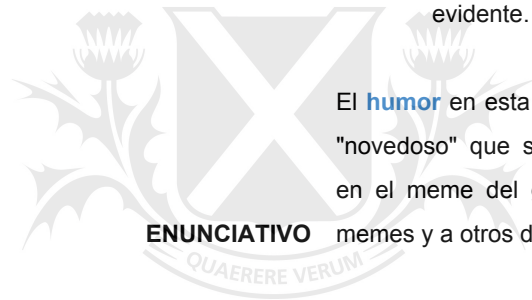 evidente.
El humor en esta
"novedoso" que s
en el meme del
ENUNCIATIVO memes y a otros d
QUAERERE VERUM